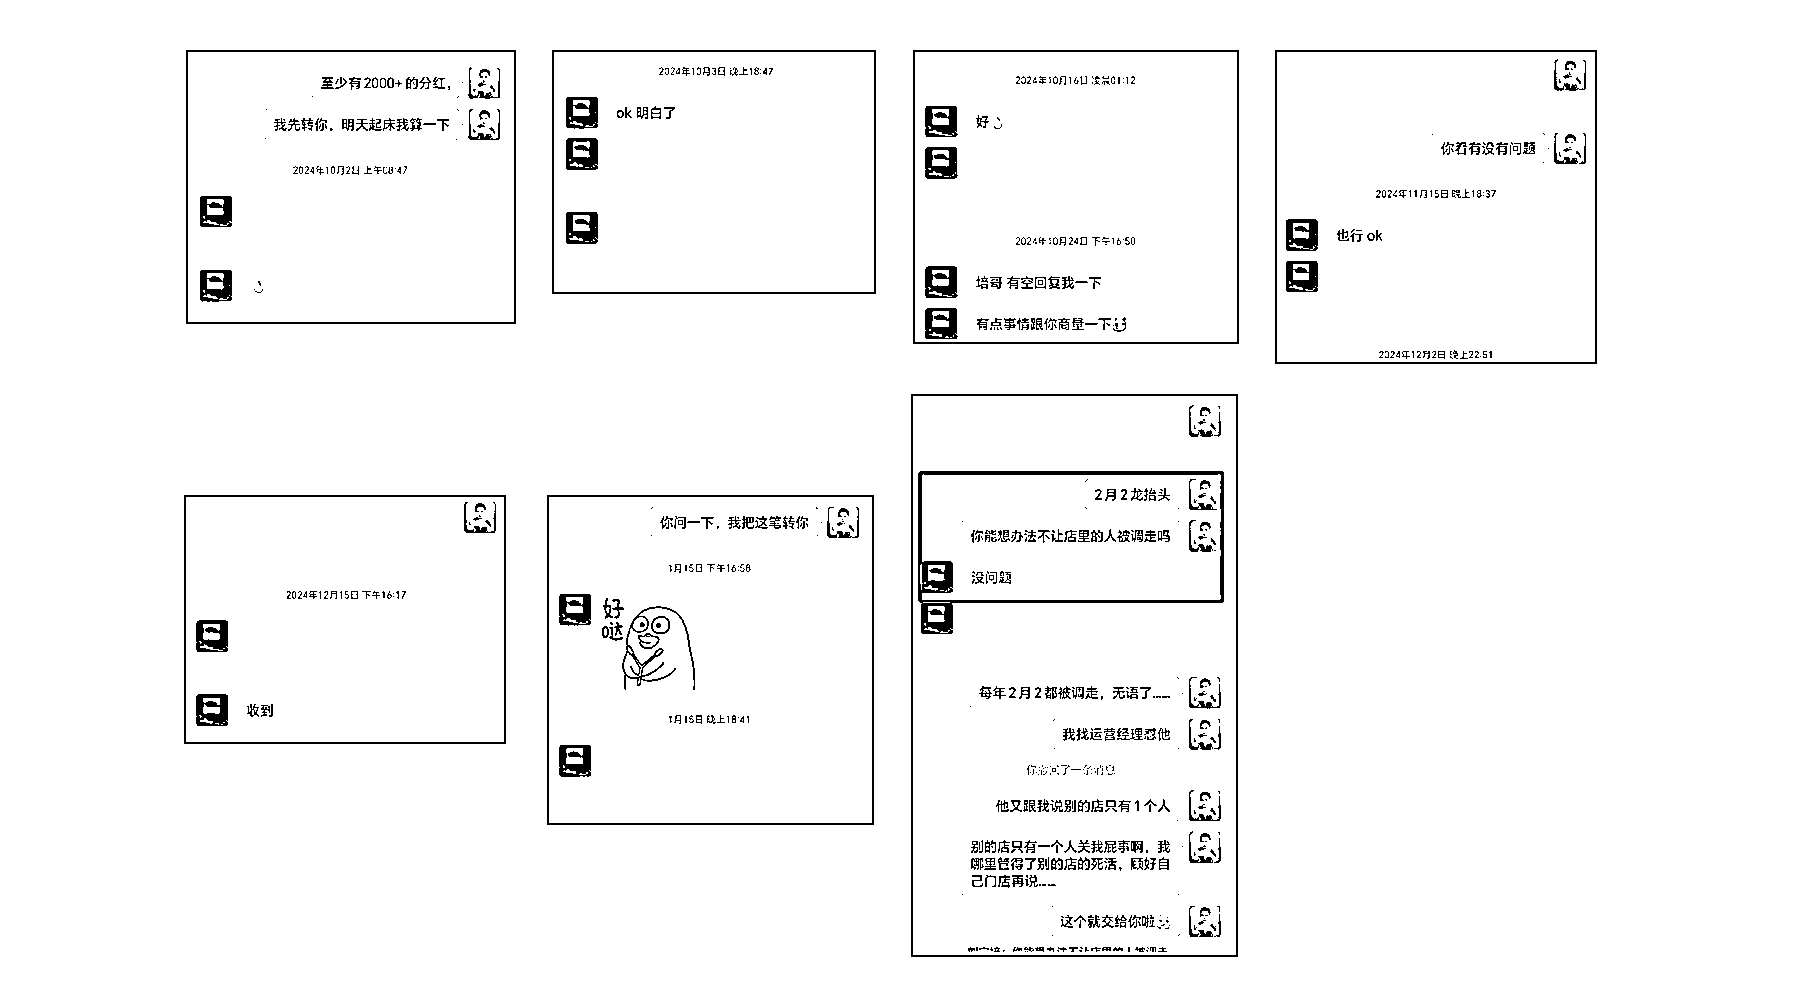 至少有2000+的分红，
我先转你，明天起床我算一下
2024年10月2日 上午08:47
2024年10月3日 晚上18:47
ok 明白了
2024年10月16日 凌晨01:12
好
2024年10月24日 下午16:50
培哥 有空回复我一下
有点事情跟你商量一下
你看有没有问题
2024年11月15日 晚上18:37
也行 ok
2024年12月2日 晚上22:51
2024年12月15日 下午16:17
收到
你问一下，我把这笔转你
1月15日 下午16:58
好
哒
1月15日 晚上18:41
2月2龙抬头
你能想办法不让店里的人被调走吗
没问题
每年2月2都被调走，无语了……
我找运营经理怼他
你撤回了一条消息
他又跟我说别的店只有1个人
别的店只有一个人关我屁事啊，我
哪里管得了别的店的死活，顾好自
己门店再说……
这个就交给你啦
你能想办法不让店里的人被调走